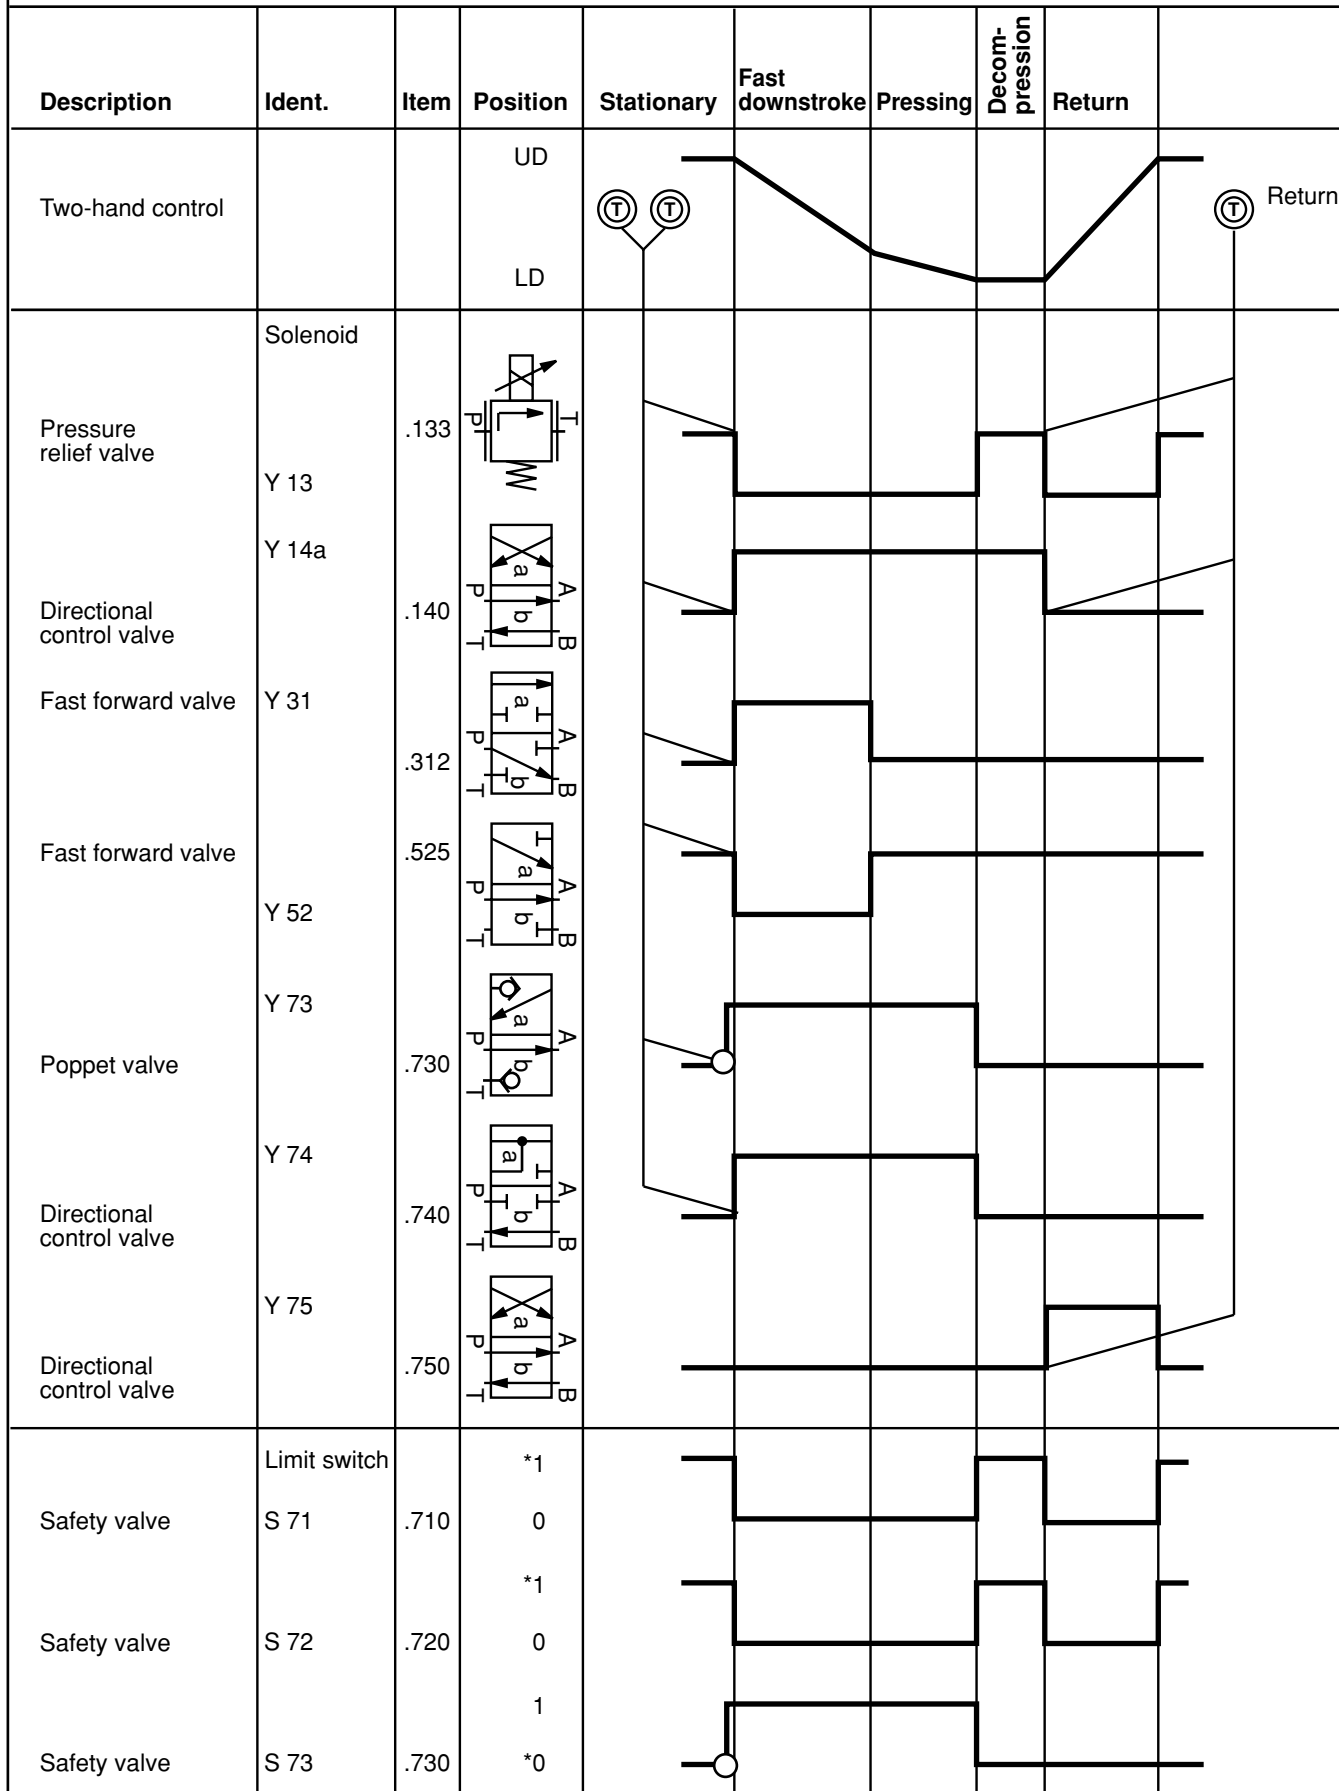 Description
Ident.
Item
Position
Stationary
Fast
downstroke
Pressing
Decom-
pression
Return
UD
Two-hand control
T
T
T
Return
LD
Solenoid
Pressure
relief valve
.133
P
T
Y 13
Y 14a
a
Directional
control valve
.140
P
A
b
T
B
Fast forward valve
Y 31
a
.312
P
A
b
T
B
Fast forward valve
.525
a
P
A
Y 52
b
T
B
Y 73
a
Poppet valve
.730
P
A
b
T
Y 74
a
Directional
control valve
.740
P
A
b
T
B
Y 75
a
Directional
control valve
.750
P
A
b
T
B
Limit switch
*1
Safety valve
S 71
.710
0
*1
Safety valve
S 72
.720
0
1
Safety valve
S 73
.730
*0